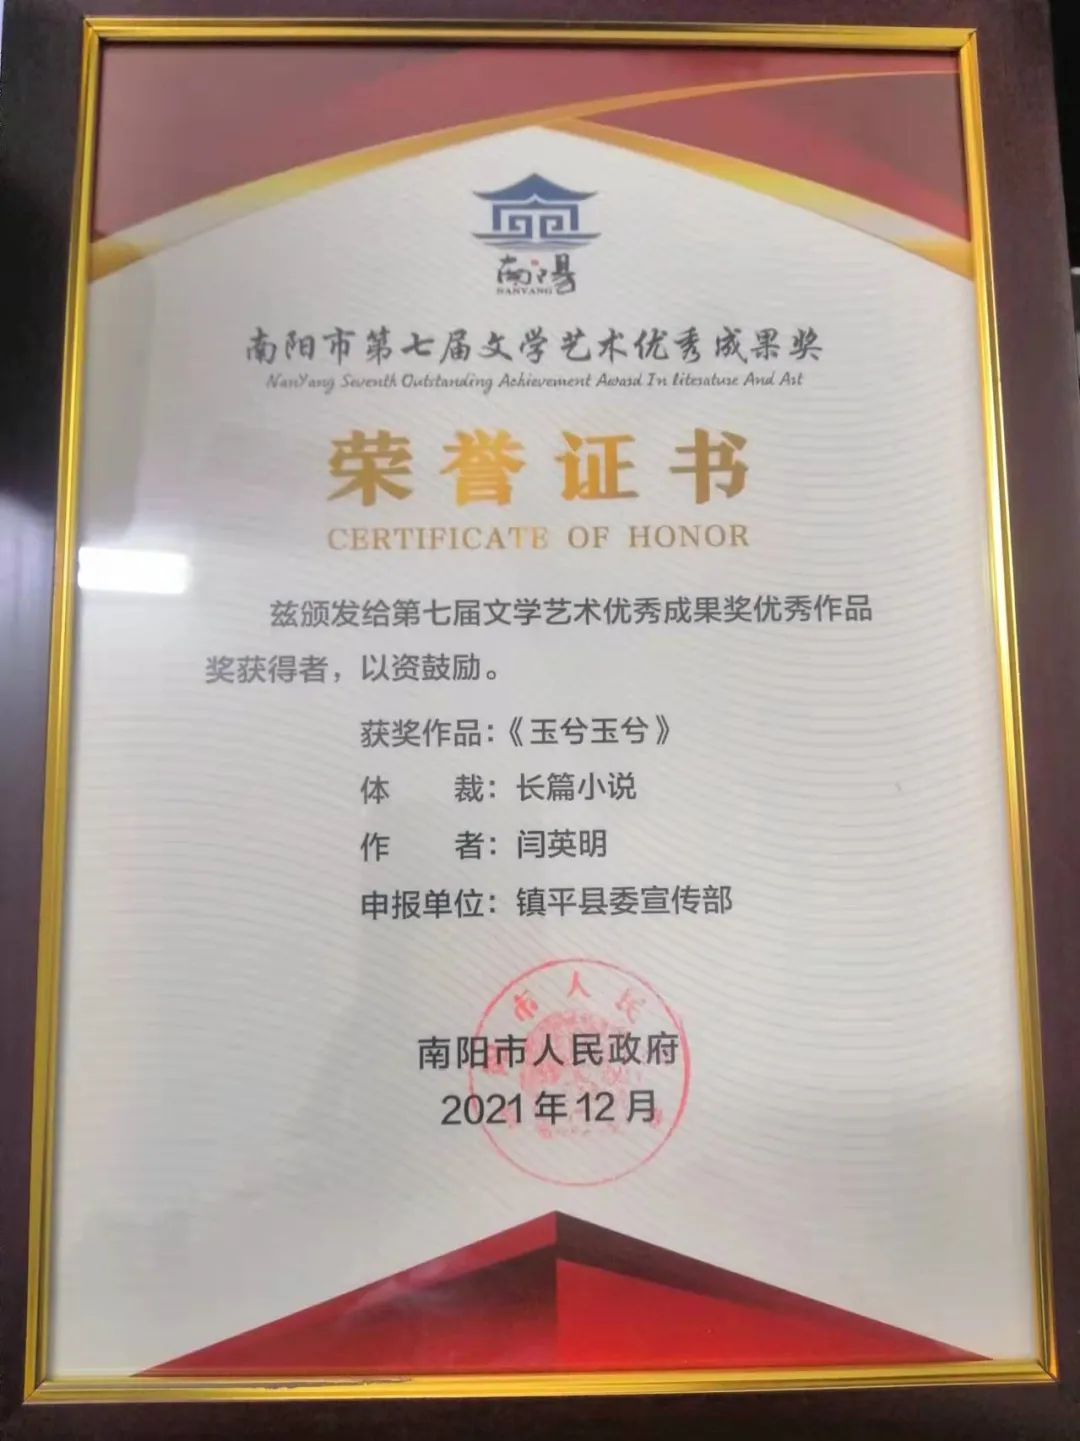 南阳
NANYANG
南阳市第七届文学艺术优秀成果奖
NanYang Seventh Outstanding Achievement Award In literature And Art
荣誉证书
CERTIFICATE OF HONOR
兹颁发给第七届文学艺术优秀成果奖优秀作品
奖获得者，以资鼓励。
获奖作品：《玉兮玉兮》
体　　裁：长篇小说
作　　者：闫英明
申报单位：镇平县委宣传部
市人民
南阳市人民政府
2021年12月